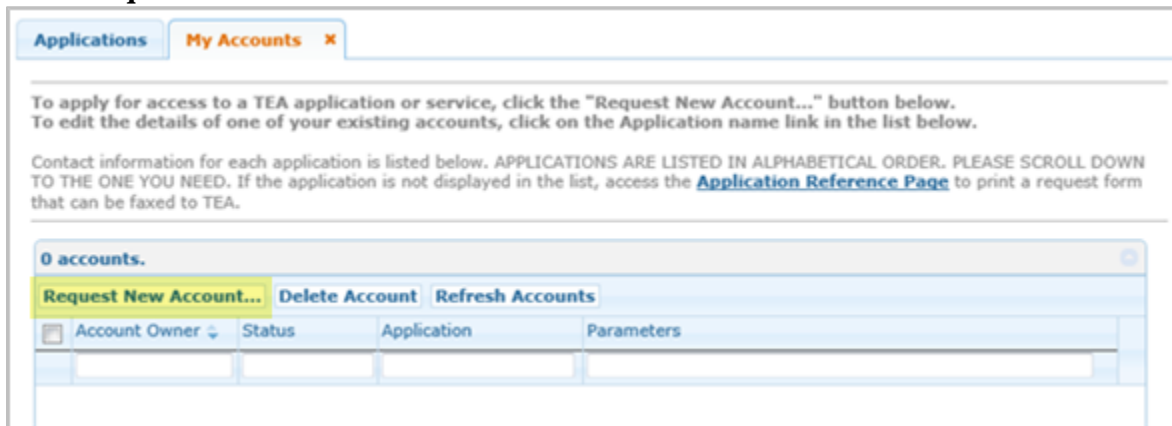 Applications My Accounts ×
To apply for access to a TEA application or service, click the "Request New Account..." button below.
To edit the details of one of your existing accounts, click on the Application name link in the list below.
Contact information for each application is listed below. APPLICATIONS ARE LISTED IN ALPHABETICAL ORDER. PLEASE SCROLL DOWN
TO THE ONE YOU NEED. If the application is not displayed in the list, access the Application Reference Page to print a request form
that can be faxed to TEA.
0 accounts.
Request New Account... Delete Account Refresh Accounts
Account Owner Status Application Parameters